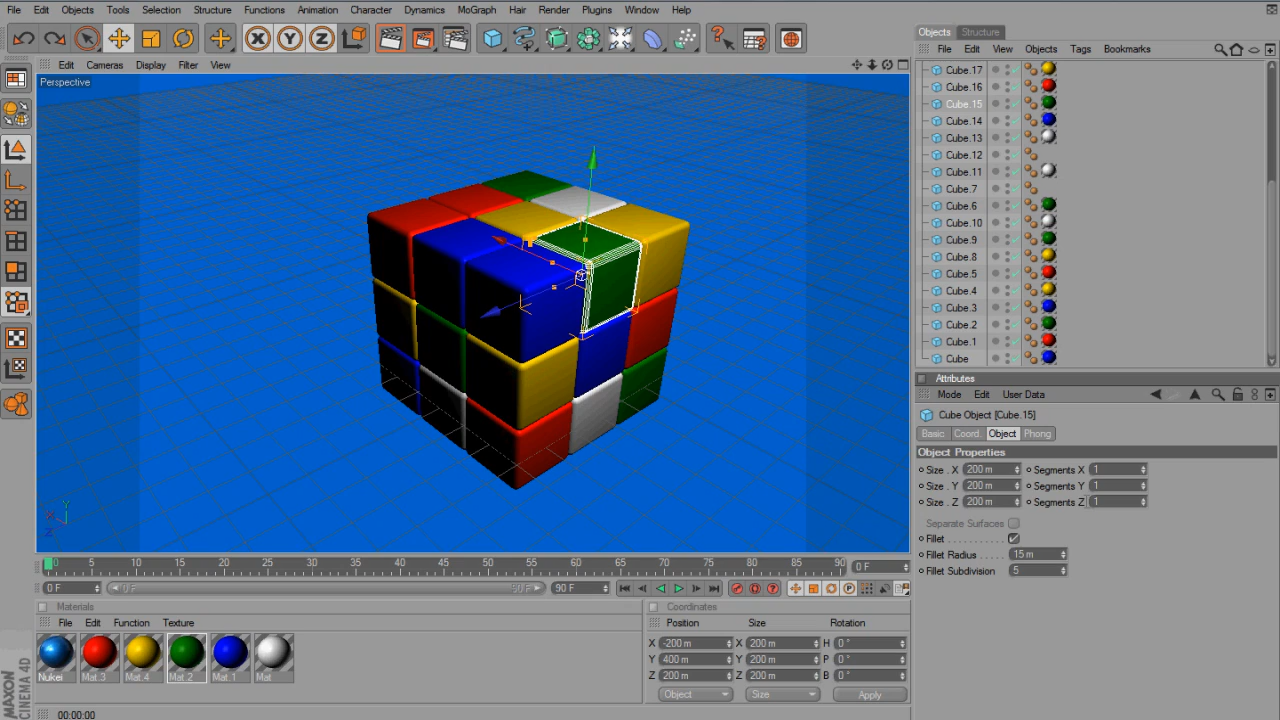 File Edit Objects Tools Selection Structure Functions Animation Character Dynamics MoGraph Hair Render Plugins Window Help
Objects Structure
File Edit View Objects Tags Bookmarks
Edit Cameras Display Filter View
Perspective
Cube.17
Cube.16
Cube.15
Cube.14
Cube.13
Cube.12
Cube.11
Cube.7
Cube.6
Cube.10
Cube.9
Cube.8
Cube.5
Cube.4
Cube.3
Cube.2
Cube.1
Cube
Attributes
Mode Edit User Data
Cube Object [Cube.15]
Basic Coord. Object Phong
Object Properties
Size . X 200 m Segments X 1
Size . Y 200 m Segments Y 1
Size . Z 200 m Segments Z 1
Separate Surfaces
Fillet
Fillet Radius 15 m
Fillet Subdivision 5
X Y Z
Y
X
Z
0 5 10 15 20 25 30 35 40 45 50 55 60 65 70 75 80 85 90 0 F
0 F 0 F 90 F 90 F
Materials
File Edit Function Texture
Nukei Mat.3 Mat.4 Mat.2 Mat.1 Mat
Coordinates
Position Size Rotation
X -200 m X 200 m H 0 °
Y 400 m Y 200 m P 0 °
Z 200 m Z 200 m B 0 °
Object Size Apply
MAXON
CINEMA 4D
00:00:00